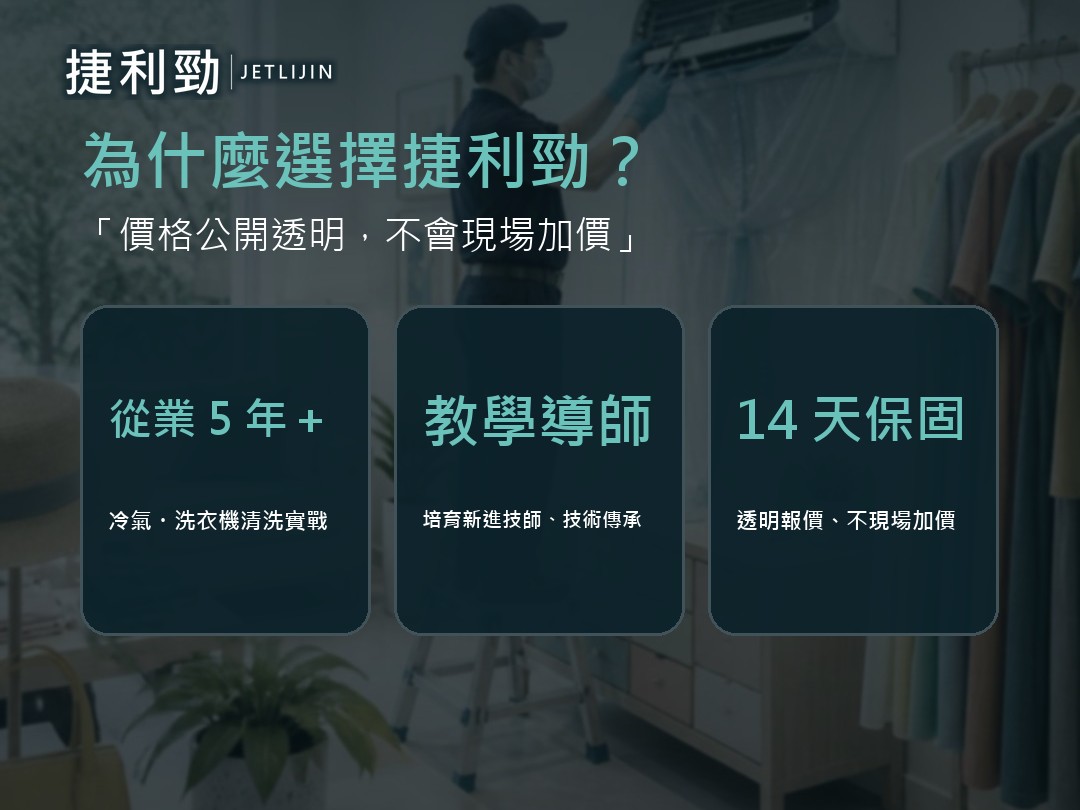 捷利勁 | JETLIJIN
為什麼選擇捷利勁？
「價格公開透明，不會現場加價」
從業 5 年 +
冷氣・洗衣機清洗實戰
教學導師
培育新進技師、技術傳承
14 天保固
透明報價、不現場加價